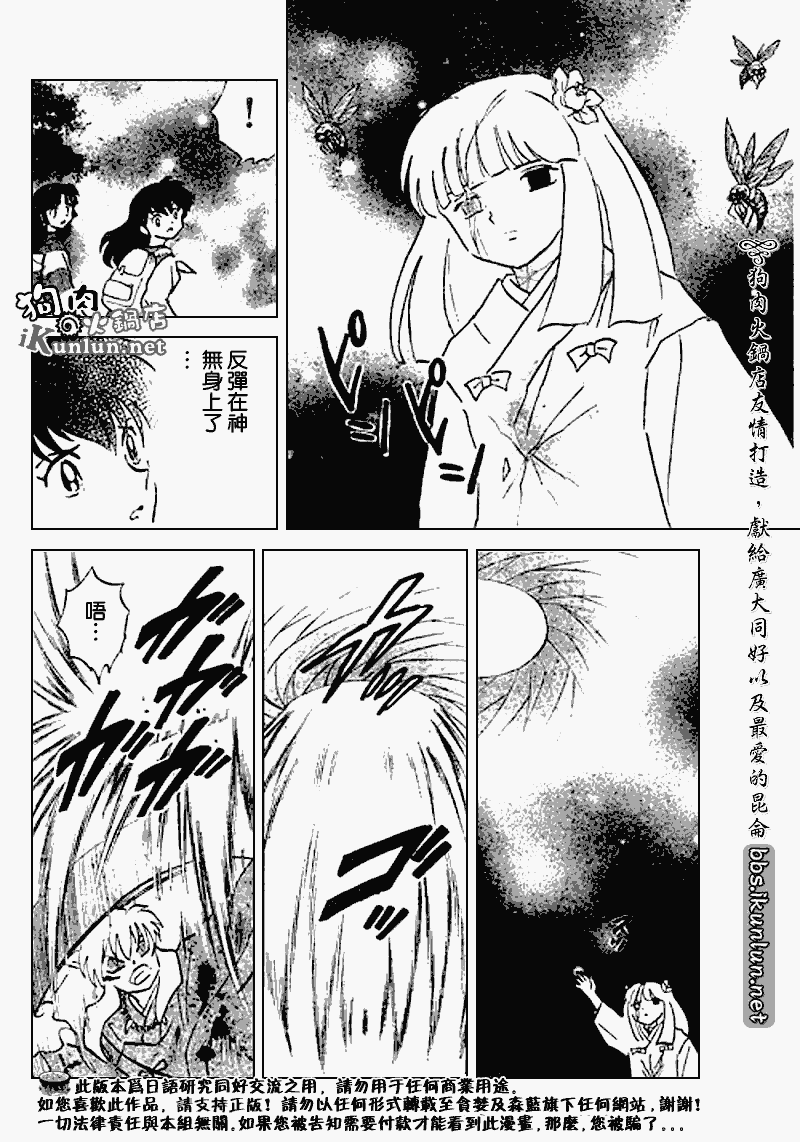 ！
ピシ
ピシ
反彈在神
無身上了
…
狗肉火鍋店
iKunlun.net
狗肉火鍋店友情打造，獻給廣大同好以及最愛的昆侖
bbs.ikunlun.net
ズズ
ゴ
唔…
ガガ
ガガ
此版本爲日語研究同好交流之用，請勿用于任何商業用途。
如您喜歡此作品，請支持正版！請勿以任何形式轉載至貪婪及森藍旗下任何網站，謝謝！
一切法律責任與本組無關。如果您被告知需要付款才能看到此漫畫，那麼，您被騙了...